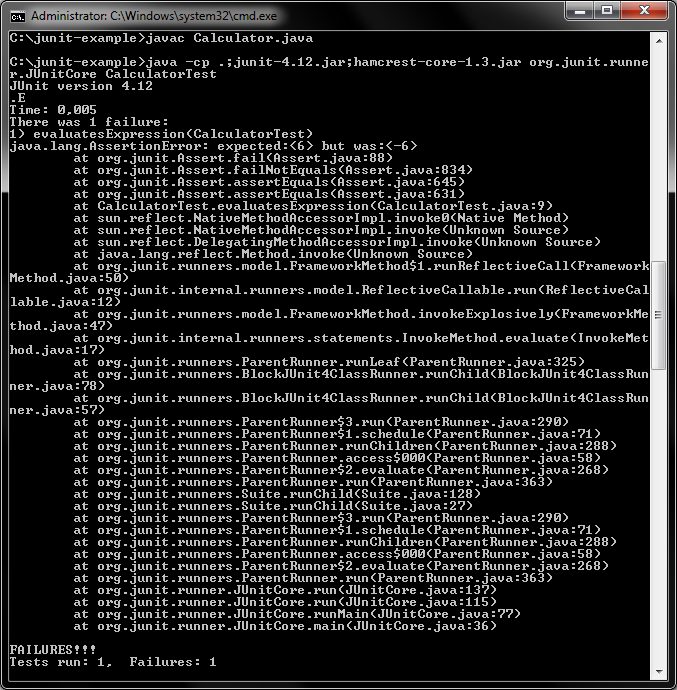 Administrator: C:\Windows\system32\cmd.exe
C:\junit-example>javac Calculator.java
C:\junit-example>java -cp .;junit-4.12.jar;hamcrest-core-1.3.jar org.junit.runne
r.JUnitCore CalculatorTest
JUnit version 4.12
.E
Time: 0,005
There was 1 failure:
1) evaluatesExpression(CalculatorTest)
java.lang.AssertionError: expected:<6> but was:<-6>
at org.junit.Assert.fail(Assert.java:88)
at org.junit.Assert.failNotEquals(Assert.java:834)
at org.junit.Assert.assertEquals(Assert.java:645)
at org.junit.Assert.assertEquals(Assert.java:631)
at CalculatorTest.evaluatesExpression(CalculatorTest.java:9)
at sun.reflect.NativeMethodAccessorImpl.invoke0(Native Method)
at sun.reflect.NativeMethodAccessorImpl.invoke(Unknown Source)
at sun.reflect.DelegatingMethodAccessorImpl.invoke(Unknown Source)
at java.lang.reflect.Method.invoke(Unknown Source)
at org.junit.runners.model.FrameworkMethod$1.runReflectiveCall(Framework
Method.java:50)
at org.junit.internal.runners.model.ReflectiveCallable.run(ReflectiveCal
lable.java:12)
at org.junit.runners.model.FrameworkMethod.invokeExplosively(FrameworkMe
thod.java:47)
at org.junit.internal.runners.statements.InvokeMethod.evaluate(InvokeMet
hod.java:17)
at org.junit.runners.ParentRunner.runLeaf(ParentRunner.java:325)
at org.junit.runners.BlockJUnit4ClassRunner.runChild(BlockJUnit4ClassRun
ner.java:78)
at org.junit.runners.BlockJUnit4ClassRunner.runChild(BlockJUnit4ClassRun
ner.java:57)
at org.junit.runners.ParentRunner$3.run(ParentRunner.java:290)
at org.junit.runners.ParentRunner$1.schedule(ParentRunner.java:71)
at org.junit.runners.ParentRunner.runChildren(ParentRunner.java:288)
at org.junit.runners.ParentRunner.access$000(ParentRunner.java:58)
at org.junit.runners.ParentRunner$2.evaluate(ParentRunner.java:268)
at org.junit.runners.ParentRunner.run(ParentRunner.java:363)
at org.junit.runners.Suite.runChild(Suite.java:128)
at org.junit.runners.Suite.runChild(Suite.java:27)
at org.junit.runners.ParentRunner$3.run(ParentRunner.java:290)
at org.junit.runners.ParentRunner$1.schedule(ParentRunner.java:71)
at org.junit.runners.ParentRunner.runChildren(ParentRunner.java:288)
at org.junit.runners.ParentRunner.access$000(ParentRunner.java:58)
at org.junit.runners.ParentRunner$2.evaluate(ParentRunner.java:268)
at org.junit.runners.ParentRunner.run(ParentRunner.java:363)
at org.junit.runner.JUnitCore.run(JUnitCore.java:137)
at org.junit.runner.JUnitCore.run(JUnitCore.java:115)
at org.junit.runner.JUnitCore.runMain(JUnitCore.java:77)
at org.junit.runner.JUnitCore.main(JUnitCore.java:36)
FAILURES!!!
Tests run: 1,  Failures: 1